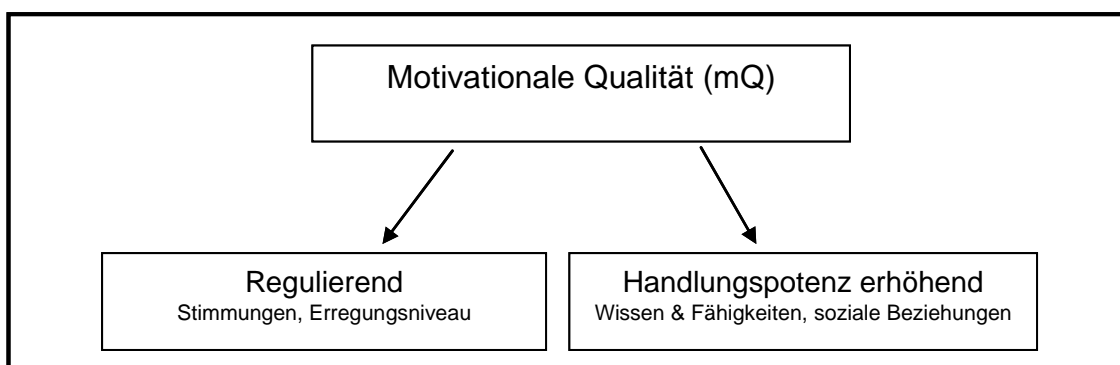 Motivationale Qualität (mQ)
Regulierend
Stimmungen, Erregungsniveau
Handlungspotenz erhöhend
Wissen & Fähigkeiten, soziale Beziehungen